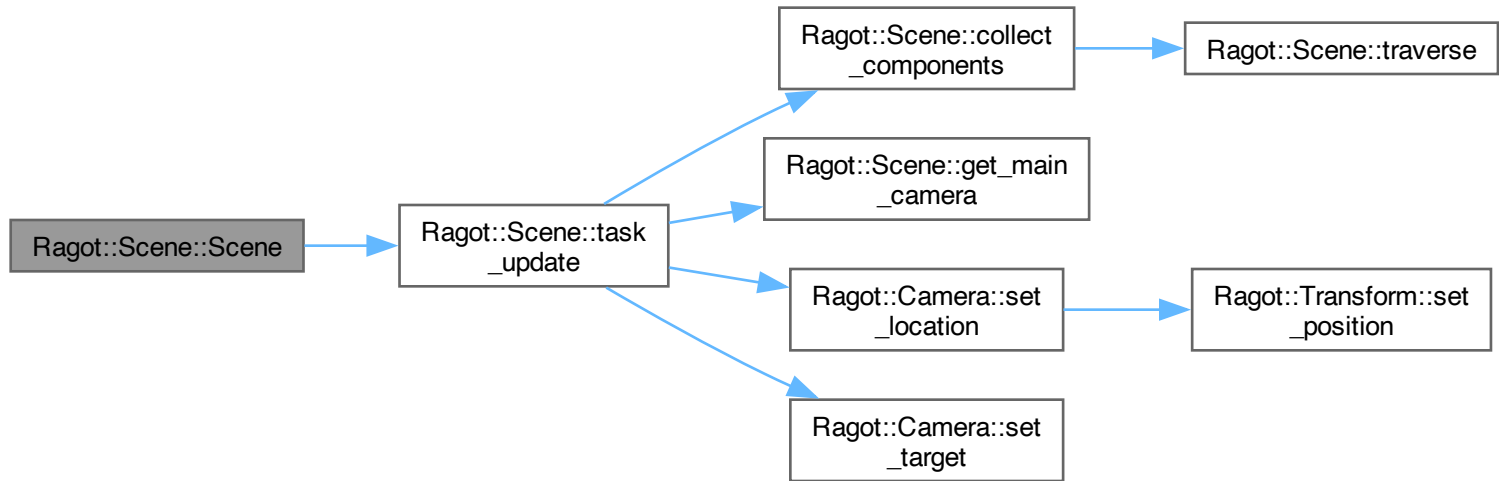 Ragot::Scene::Scene
Ragot::Scene::task
_update
Ragot::Scene::collect
_components
Ragot::Scene::traverse
Ragot::Scene::get_main
_camera
Ragot::Camera::set
_location
Ragot::Transform::set
_position
Ragot::Camera::set
_target